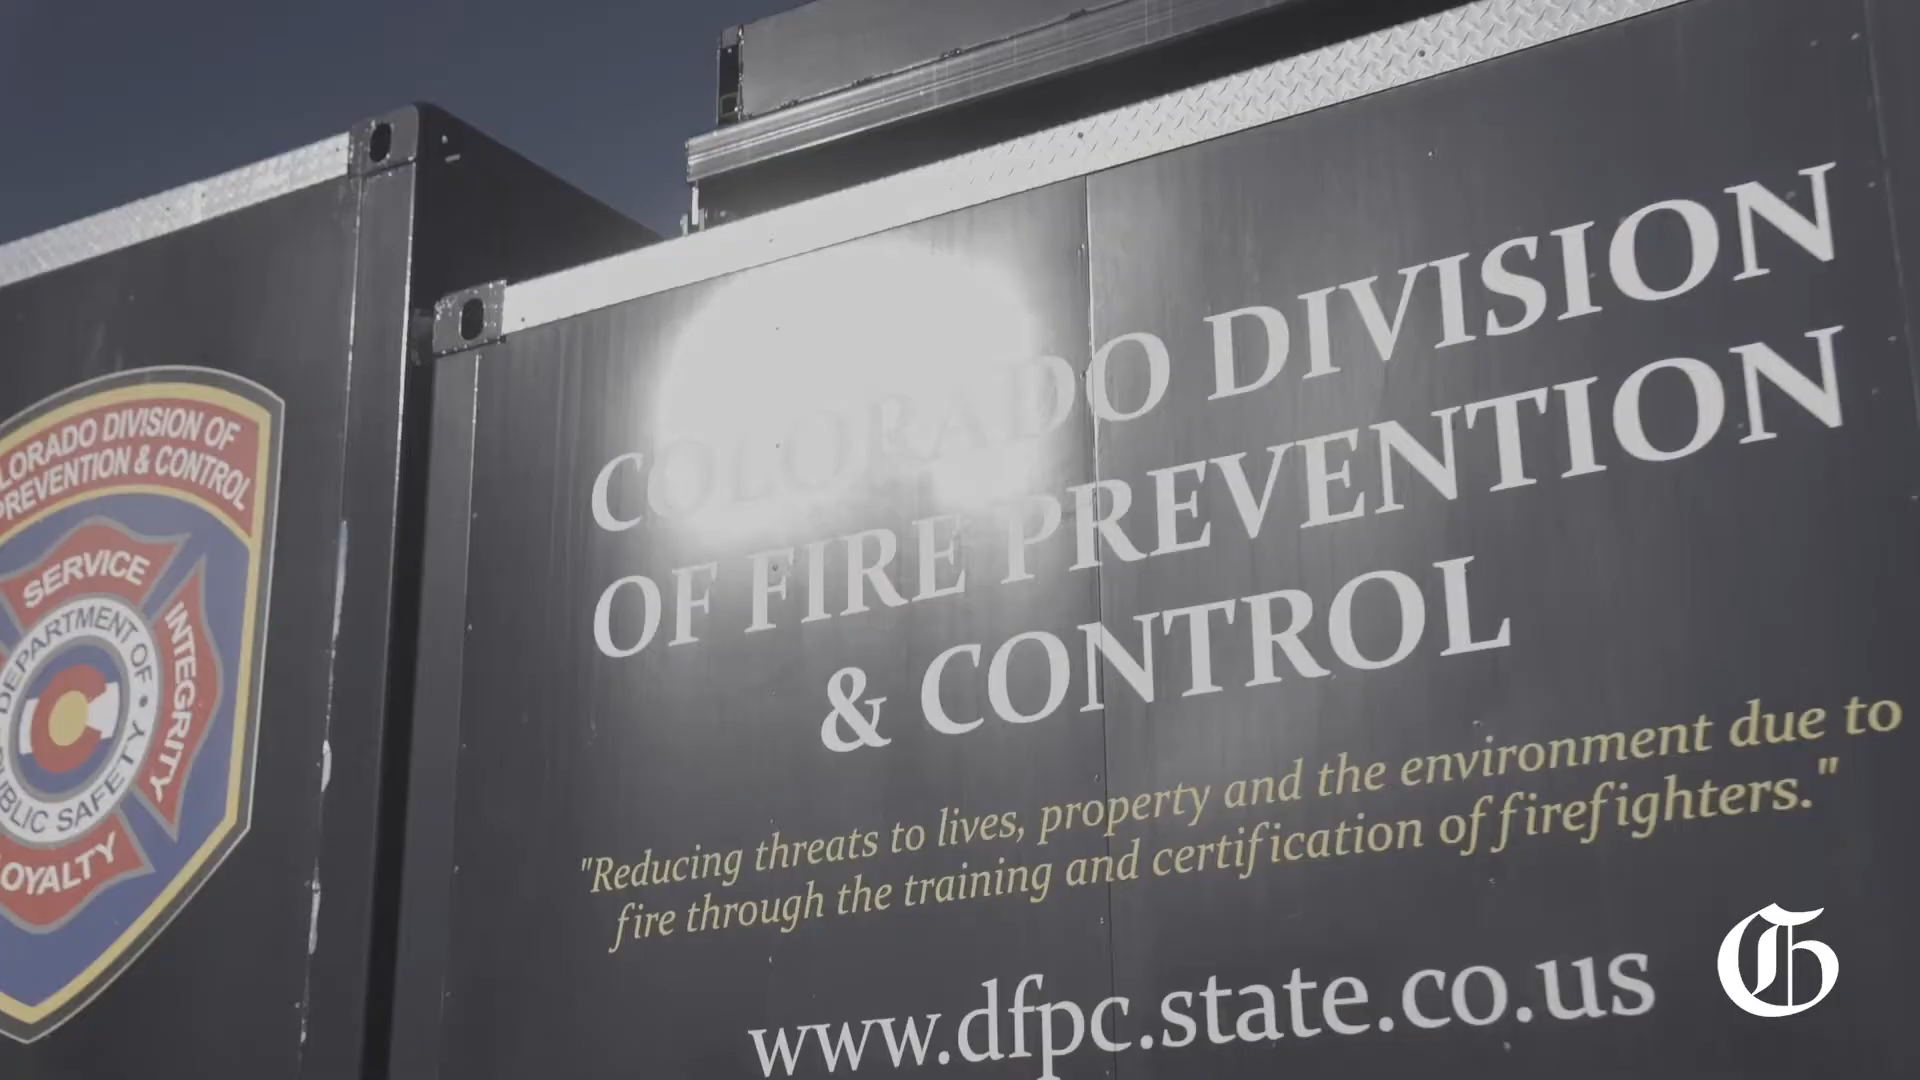 COLORADO DIVISION
OF FIRE PREVENTION
& CONTROL
"Reducing threats to lives, property and the environment due to
fire through the training and certification of firefighters."
www.dfpc.state.co.us
LORADO DIVISION OF
PREVENTION & CONTROL
SERVICE
INTEGRITY
OYALTY
DEPARTMENT OF
UBLIC SAFETY
G